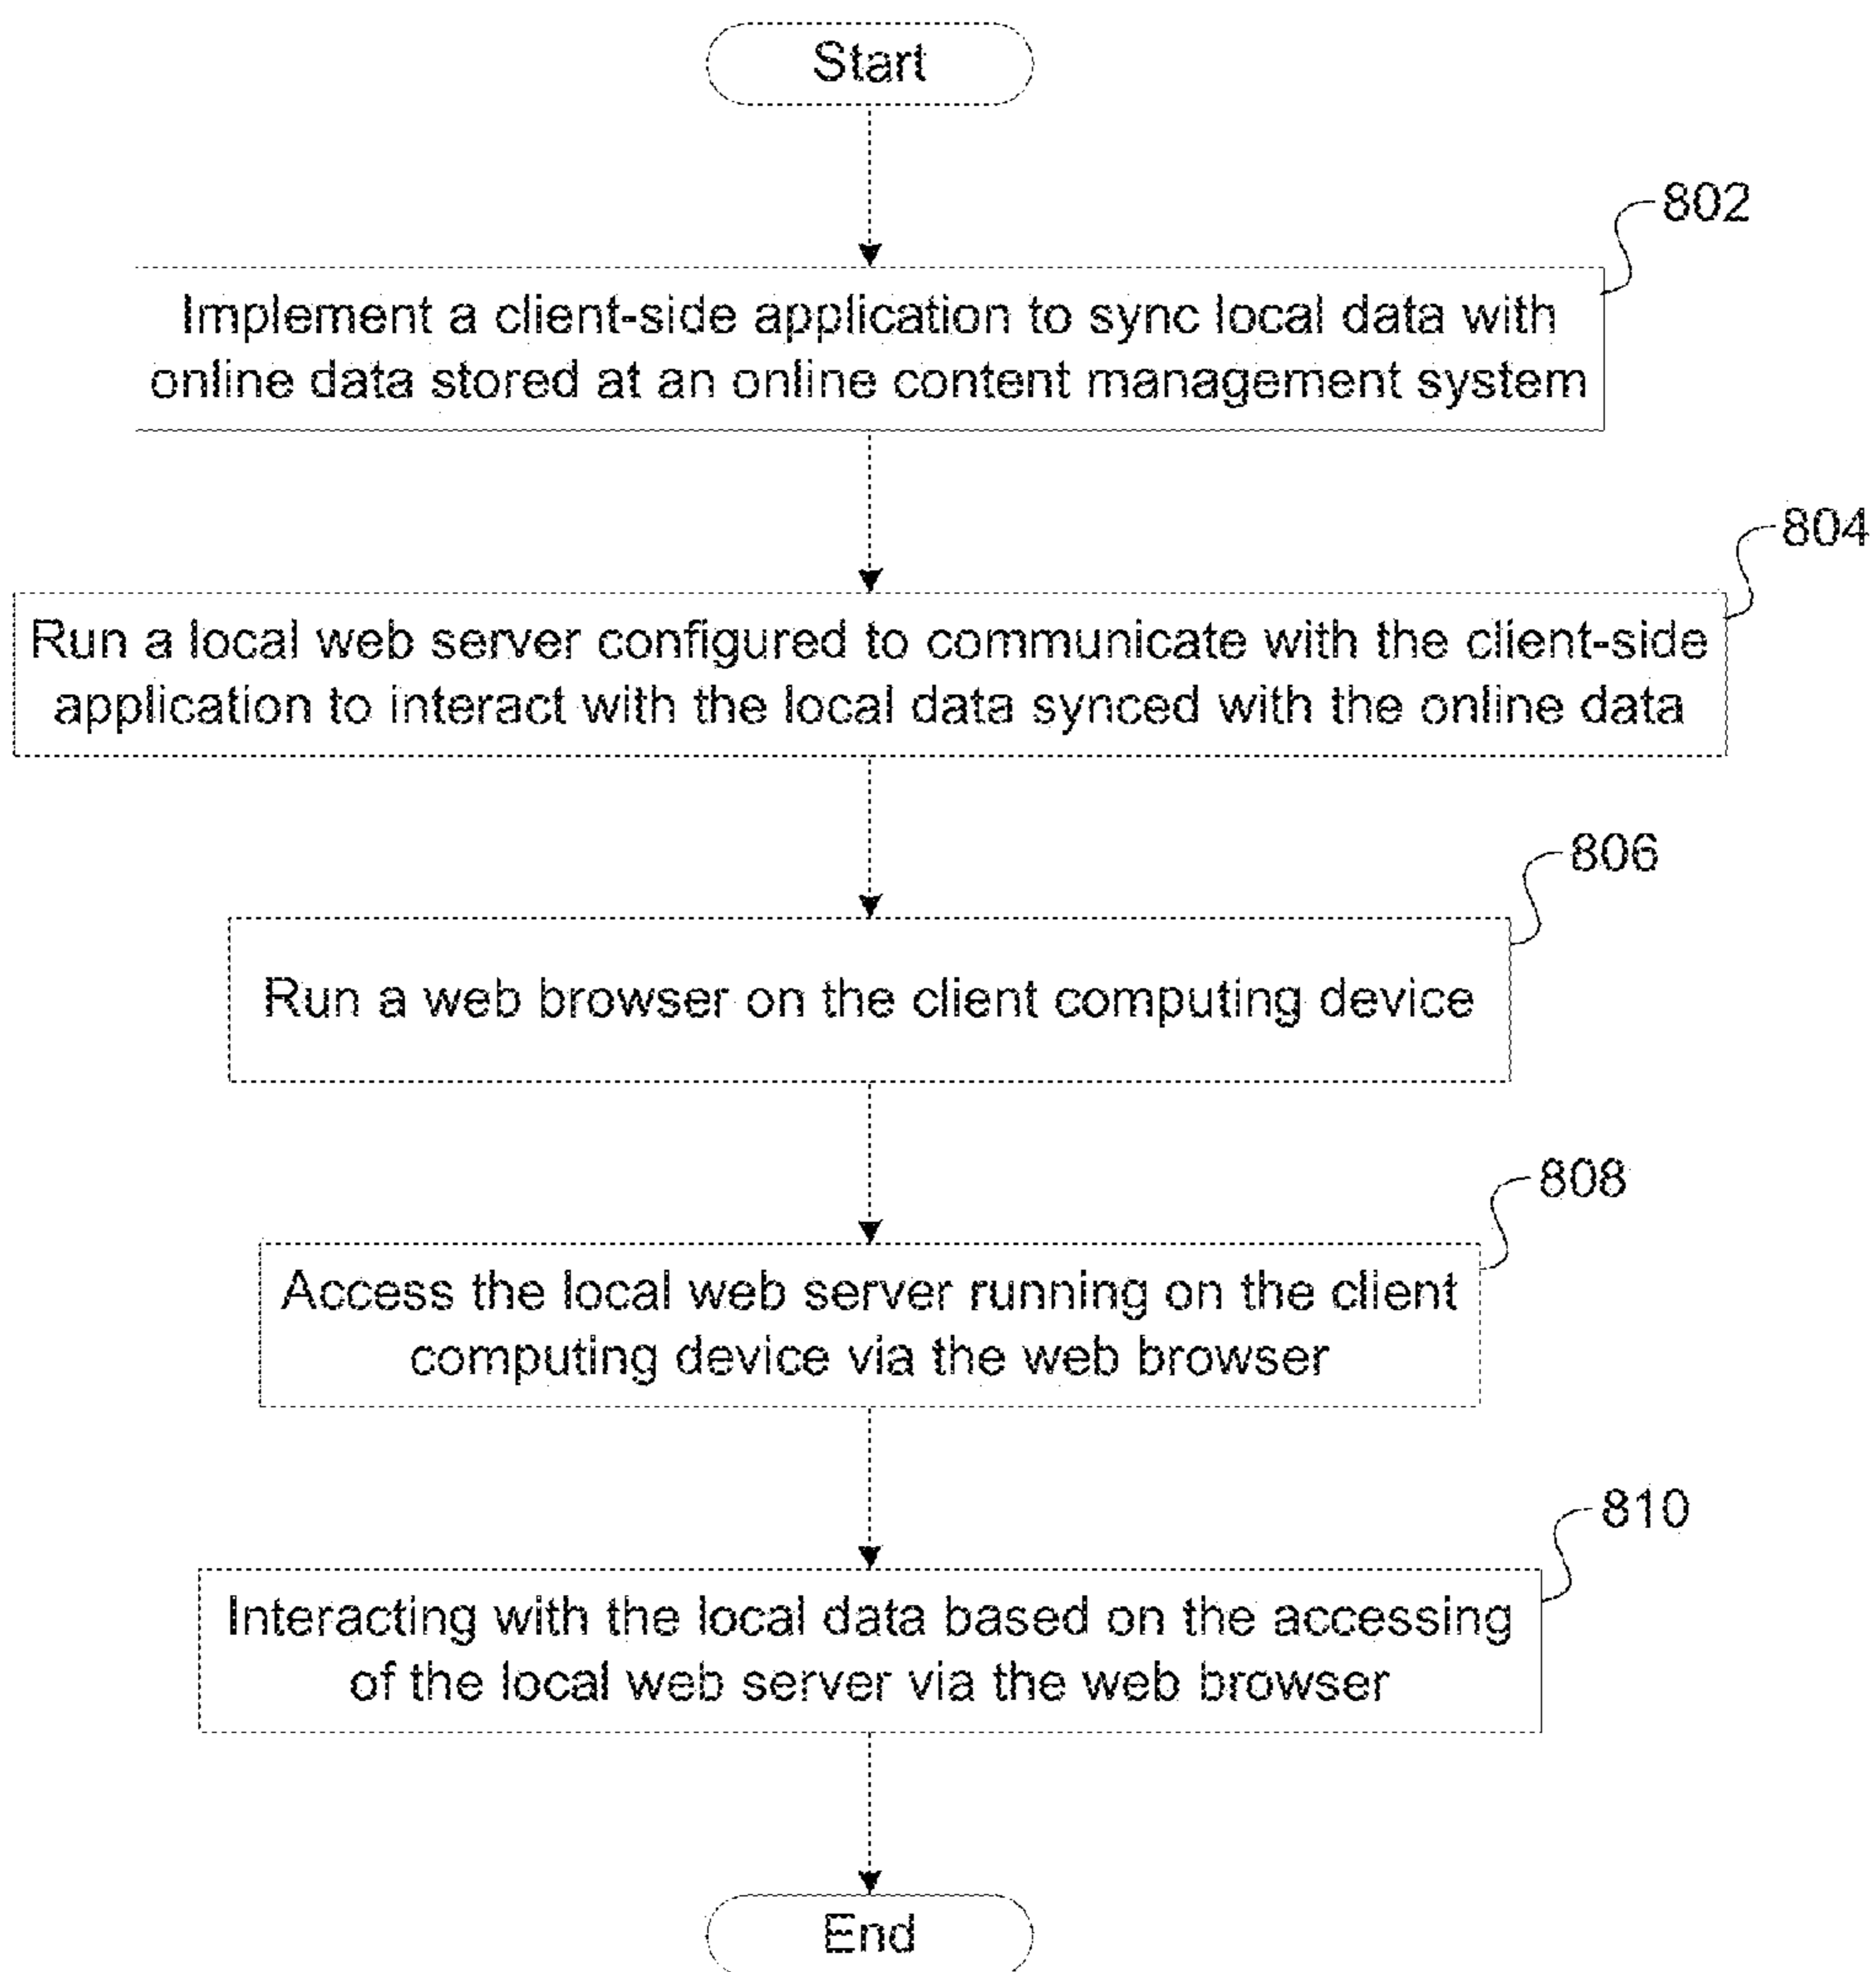 Start
802
Implement a client-side application to sync local data with
online data stored at an online content management system
804
Run a local web server configured to communicate with the client-side
application to interact with the local data synced with the online data
806
Run a web browser on the client computing device
808
Access the local web server running on the client
computing device via the web browser
810
Interacting with the local data based on the accessing
of the local web server via the web browser
End